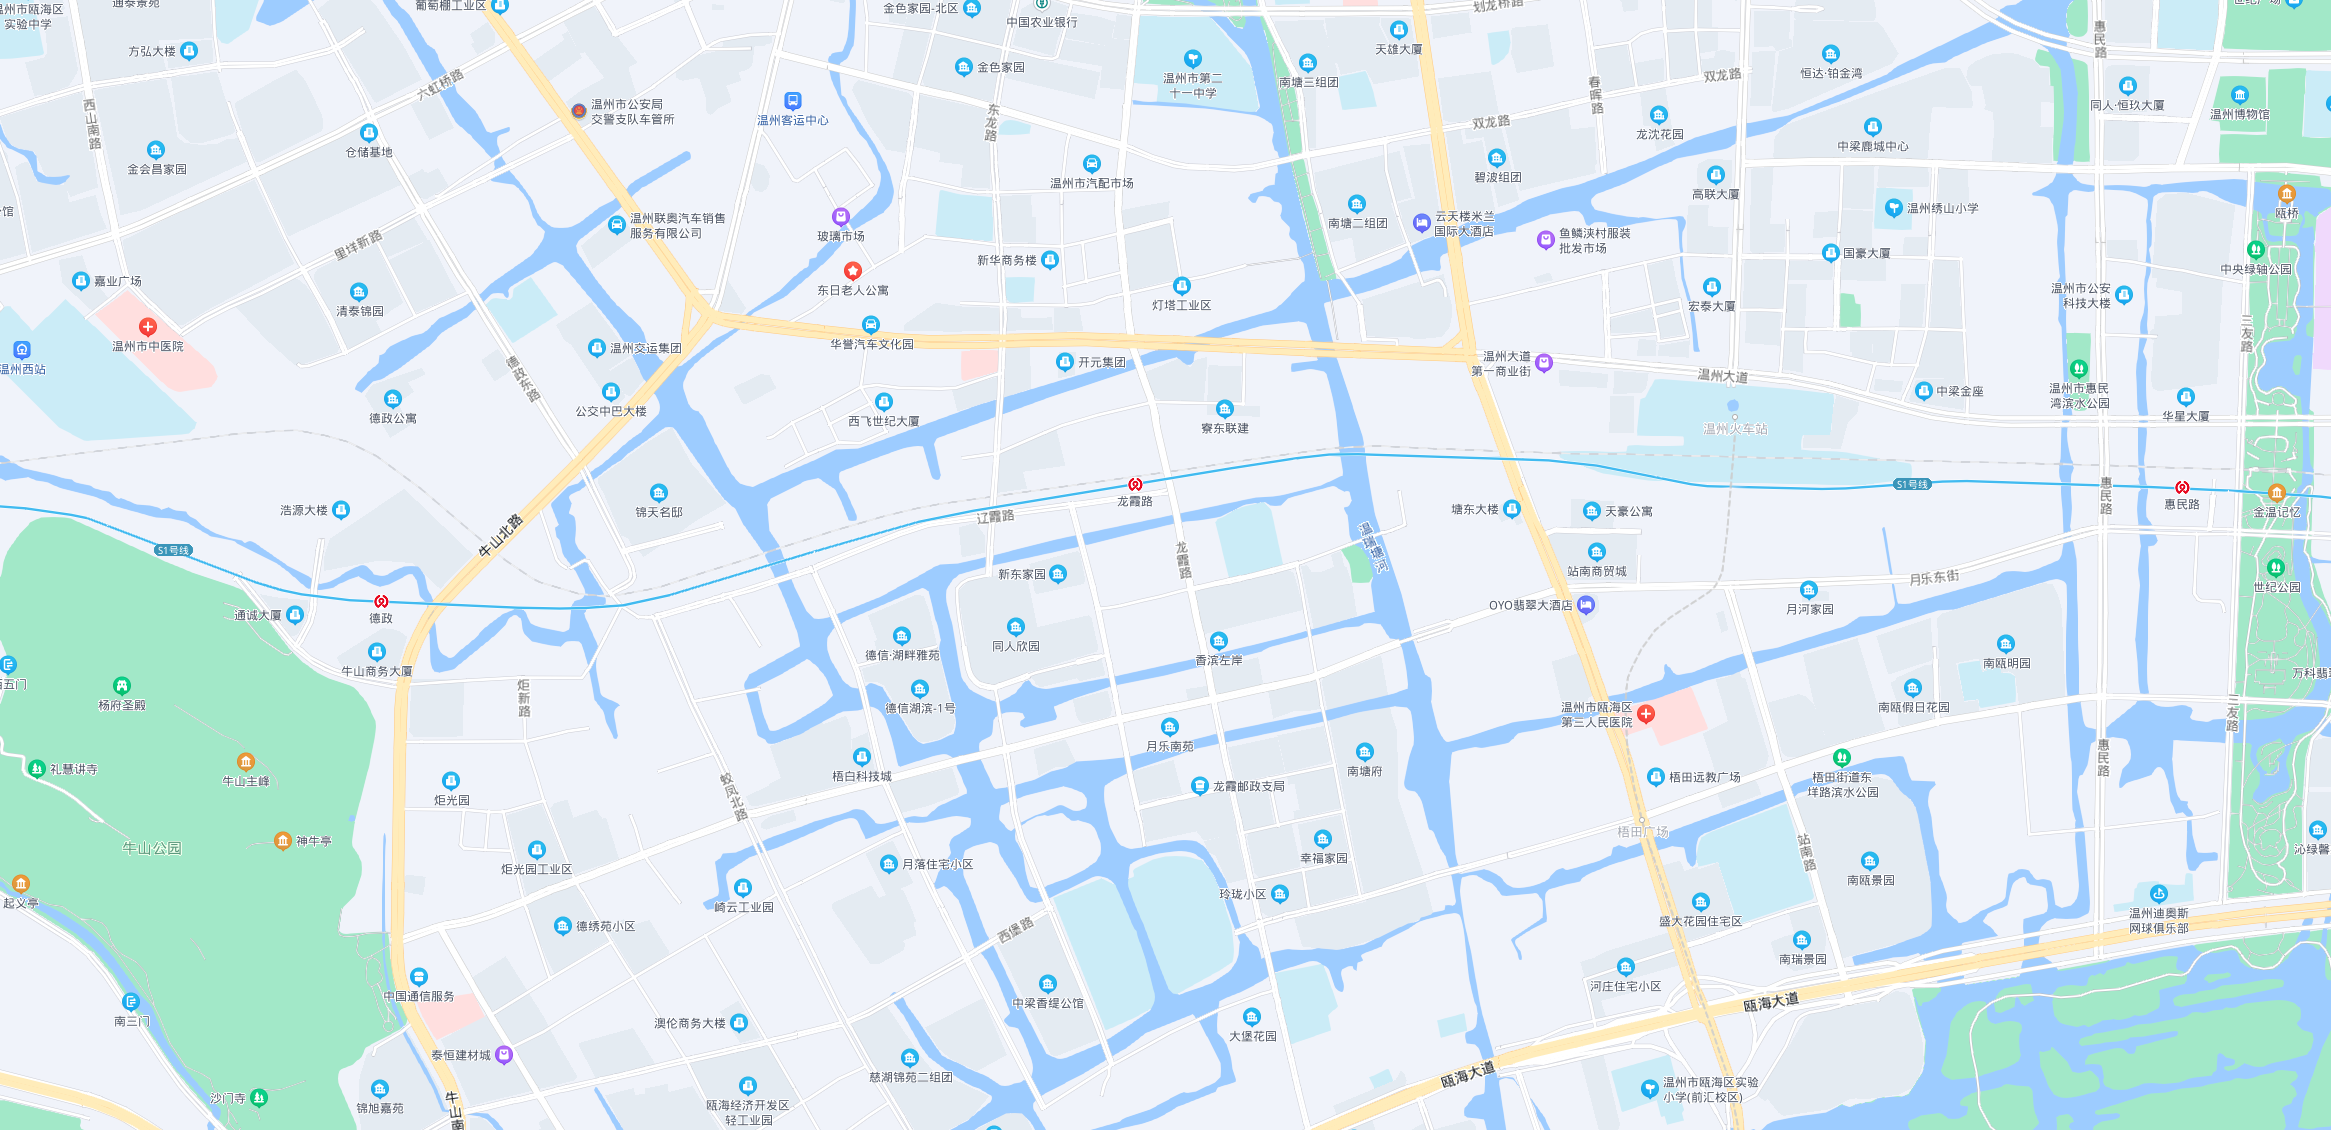 州市瓯海区
实验中学
通泰景苑
葡萄棚工业区
金色家园-北区
中国农业银行
划龙桥路
天雄大厦
惠民路
方弘大楼
六虹桥路
西山南路
温州市公安局
交警支队车管所
温州客运中心
金色家园
东龙路
温州市第二
十一中学
南塘三组团
双龙路
春晖路
双龙路
恒达·铂金湾
同人·恒玖大厦
温州博物馆
龙沈花园
中梁鹿城中心
仓储基地
金会昌家园
温州市汽配市场
碧波组团
高联大厦
温州绣山小学
瓯桥
馆
里垟新路
温州联奥汽车销售
服务有限公司
玻璃市场
新华商务楼
南塘二组团
云天楼米兰
国际大酒店
鱼鳞浃村服装
批发市场
国豪大厦
中央绿轴公园
嘉业广场
清泰锦园
东日老人公寓
灯塔工业区
宏泰大厦
温州市公安
科技大楼
三友路
温州市中医院
温州西站
温州交运集团
华誉汽车文化园
开元集团
温州大道
第一商业街
温州大道
德政东路
德政公寓
公交中巴大楼
西飞世纪大厦
寮东联建
温州火车站
中梁金座
温州市惠民
湾滨水公园
华星大厦
浩源大楼
锦天名邸
牛山北路
辽霞路
龙霞路
塘东大楼
天豪公寓
S1号线
惠民路
惠民路
金温记忆
S1号线
龙霞路
温瑞塘河
站南商贸城
通诚大厦
德政
新东家园
月乐东街
世纪公园
OYO翡翠大酒店
月河家园
牛山商务大厦
德信·湖畔雅苑
同人欣园
香滨左岸
南瓯明园
五门
杨府圣殿
炬新路
德信湖滨-1号
温州市瓯海区
第三人民医院
南瓯假日花园
三友路
礼慧讲寺
牛山主峰
月乐南苑
南塘府
梧白科技城
龙霞邮政支局
梧田远教广场
梧田街道东
垟路滨水公园
惠民路
炬光园
蛟凤北路
牛山公园
神牛亭
炬光园工业区
月落住宅小区
幸福家园
梧田广场
站南路
南瓯景园
沁绿馨
起义亭
崎云工业园
玲珑小区
盛大花园住宅区
温州迪奥斯
网球俱乐部
德绣苑小区
西堡路
南瑞景园
中国通信服务
中梁香缇公馆
河庄住宅小区
南三门
澳伦商务大楼
大堡花园
瓯海大道
泰恒建材城
慈湖锦苑二组团
瓯海大道
沙门寺
锦旭嘉苑
牛山南
瓯海经济开发区
轻工业园
温州市瓯海区实验
小学(前汇校区)